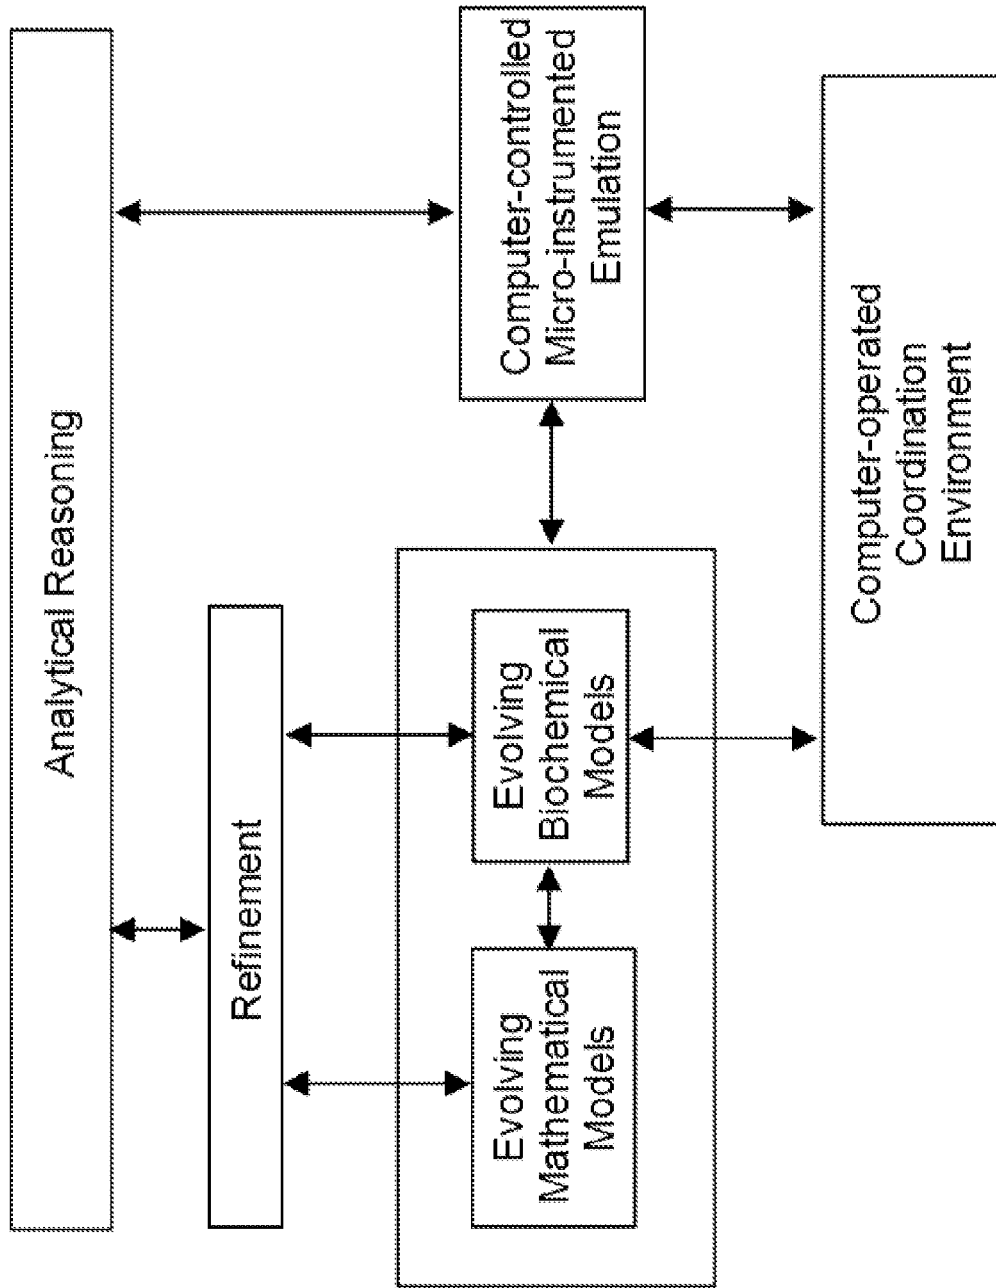 Analytical Reasoning
Refinement
Evolving
Mathematical
Models
Evolving
Biochemical
Models
Computer-controlled
Micro-instrumented
Emulation
Computer-operated
Coordination
Environment